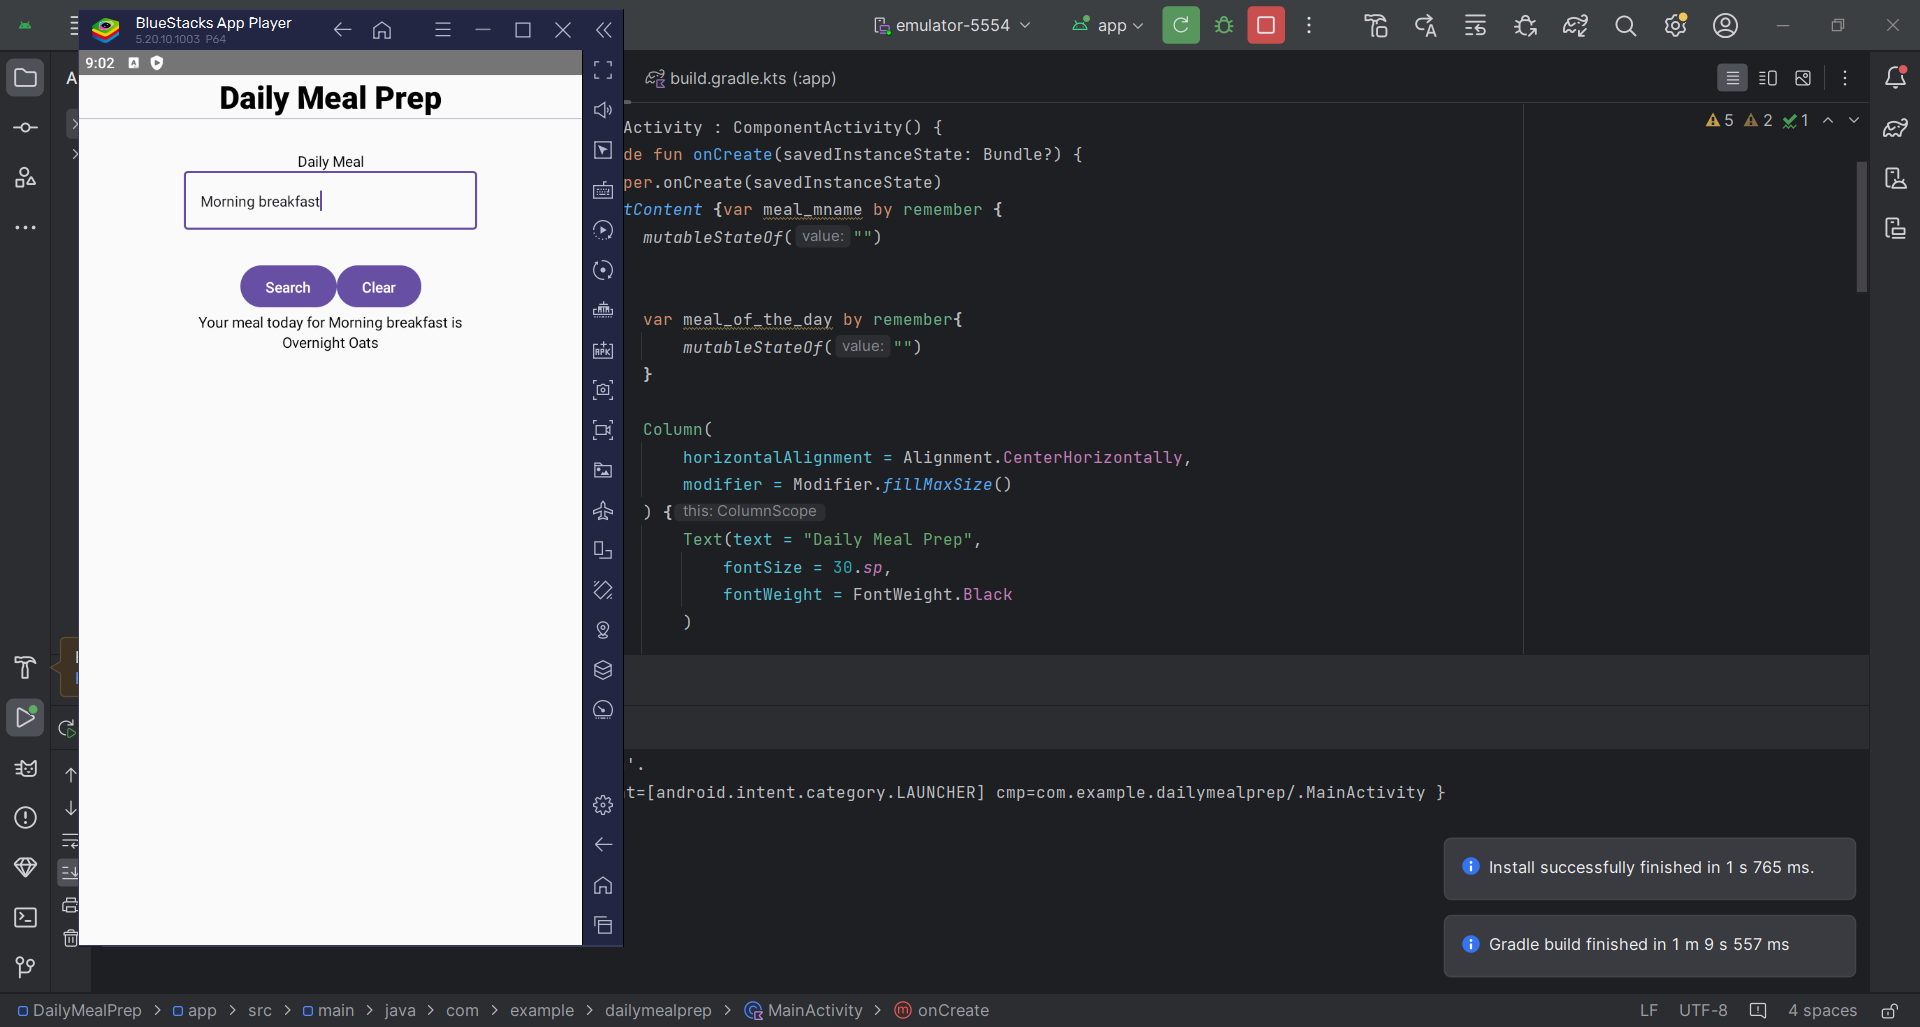 BlueStacks App Player
5.20.10.1003 P64
9:02
Daily Meal Prep
Daily Meal
Morning breakfast
Search
Clear
Your meal today for Morning breakfast is
Overnight Oats
emulator-5554
app
A
build.gradle.kts (:app)
5 2 1
Activity : ComponentActivity() {
de fun onCreate(savedInstanceState: Bundle?) {
per.onCreate(savedInstanceState)
tContent {var meal_mname by remember {
mutableStateOf( value: "")
var meal_of_the_day by remember{
mutableStateOf( value: "")
}
Column(
horizontalAlignment = Alignment.CenterHorizontally,
modifier = Modifier.fillMaxSize()
) { this: ColumnScope
Text(text = "Daily Meal Prep",
fontSize = 30.sp,
fontWeight = FontWeight.Black
)
'.
t=[android.intent.category.LAUNCHER] cmp=com.example.dailymealprep/.MainActivity }
Install successfully finished in 1 s 765 ms.
Gradle build finished in 1 m 9 s 557 ms
DailyMealPrep > app > src > main > java > com > example > dailymealprep > MainActivity > onCreate
LF UTF-8 4 spaces